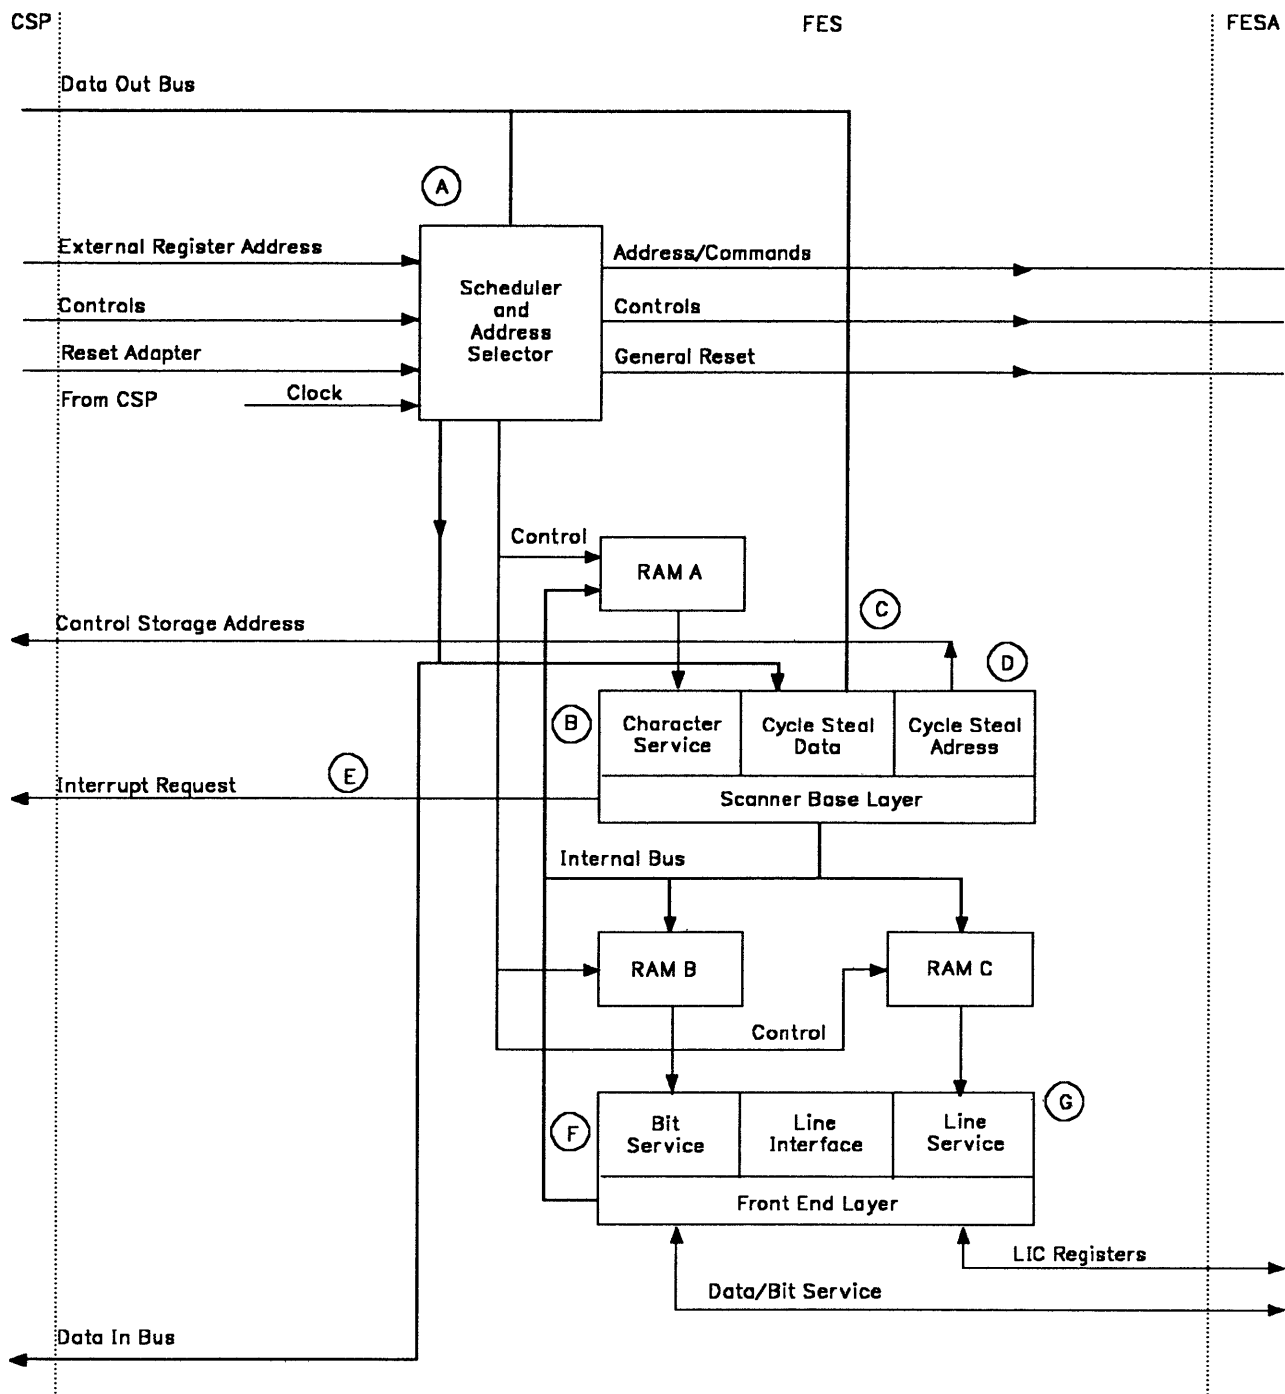 CSP
FES
FESA
Data Out Bus
A
External Register Address
Controls
Reset Adapter
From CSP
Clock
Scheduler
and
Address
Selector
Address/Commands
Controls
General Reset
Control
RAM A
Control Storage Address
C
D
B
Character
Service
Cycle Steal
Data
Cycle Steal
Adress
Scanner Base Layer
E
Interrupt Request
Internal Bus
RAM B
RAM C
Control
G
F
Bit
Service
Line
Interface
Line
Service
Front End Layer
LIC Registers
Data/Bit Service
Data In Bus